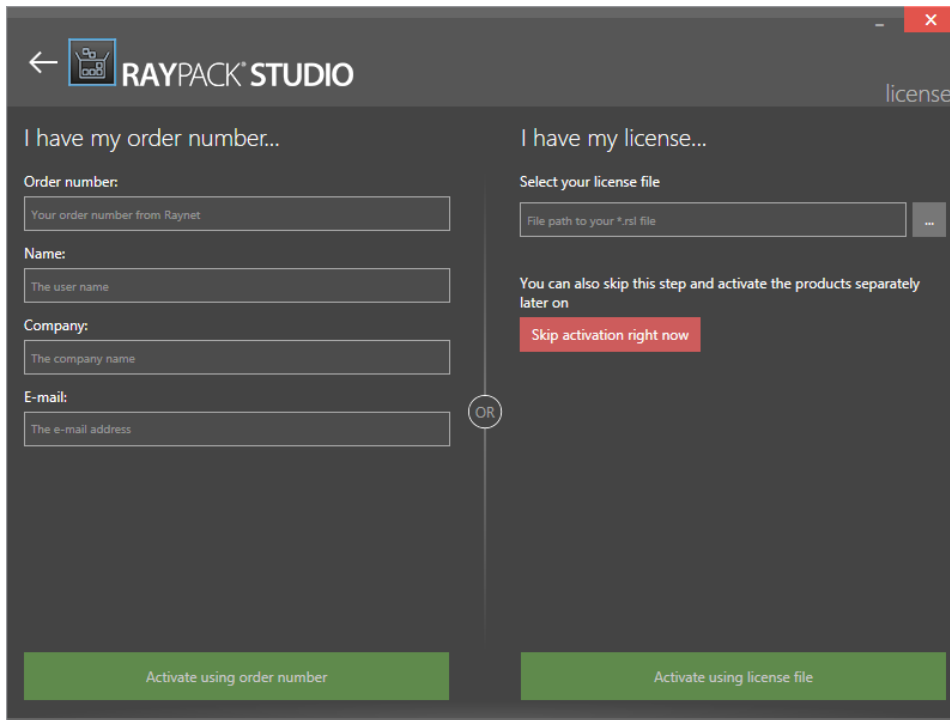 RAYPACK® STUDIO
license
I have my order number...
Order number:
Your order number from Raynet
Name:
The user name
Company:
The company name
E-mail:
The e-mail address
Activate using order number
OR
I have my license...
Select your license file
File path to your *.rsl file
...
You can also skip this step and activate the products separately
later on
Skip activation right now
Activate using license file